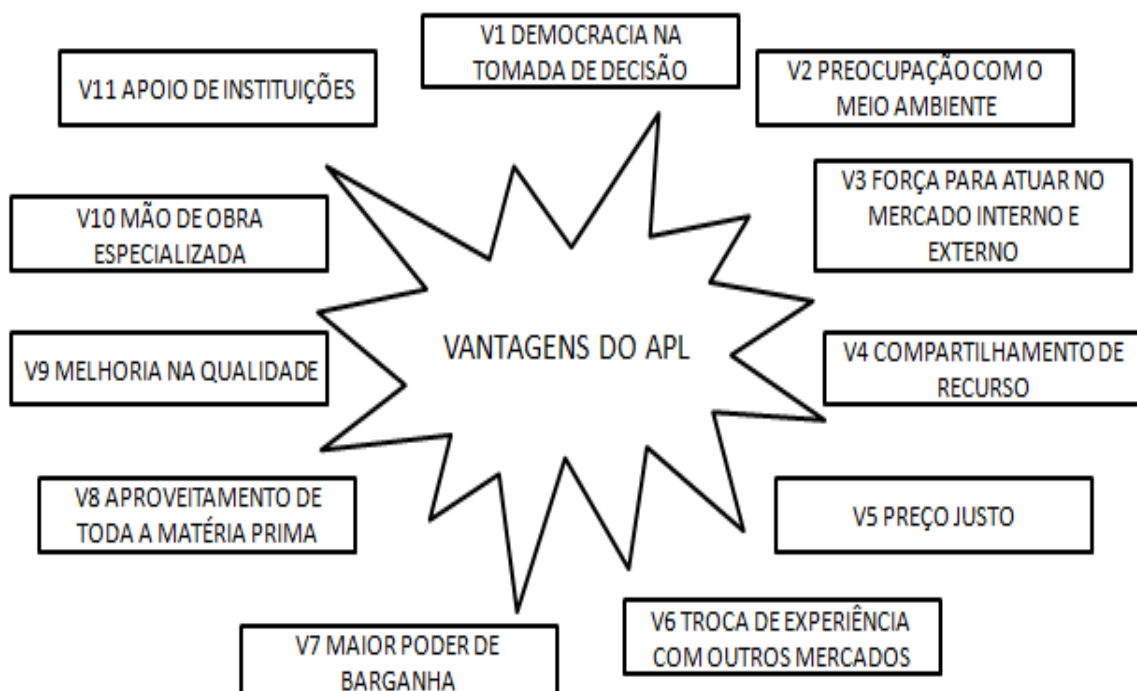 V1 DEMOCRACIA NA
TOMADA DE DECISÃO
V2 PREOCUPAÇÃO COM O
MEIO AMBIENTE
V3 FORÇA PARA ATUAR NO
MERCADO INTERNO E
EXTERNO
V4 COMPARTILHAMENTO DE
RECURSO
V5 PREÇO JUSTO
V6 TROCA DE EXPERIÊNCIA
COM OUTROS MERCADOS
V7 MAIOR PODER DE
BARGANHA
V8 APROVEITAMENTO DE
TODA A MATÉRIA PRIMA
V9 MELHORIA NA QUALIDADE
V10 MÃO DE OBRA
ESPECIALIZADA
V11 APOIO DE INSTITUIÇÕES
VANTAGENS DO APL